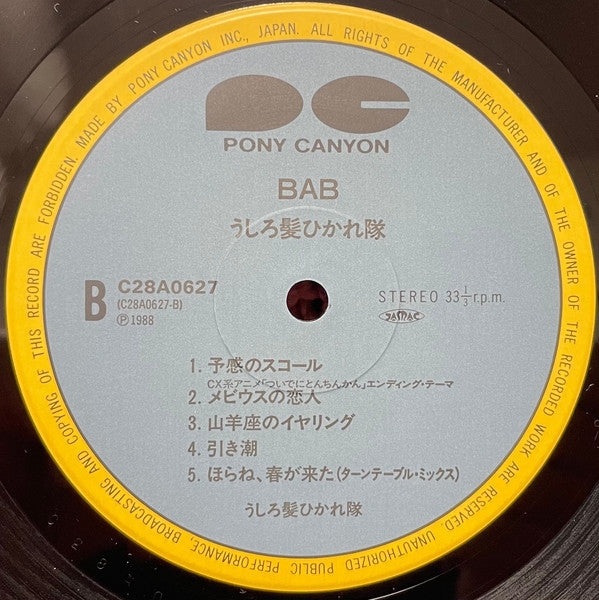 MADE BY PONY CANYON INC., JAPAN. ALL RIGHTS OF THE MANUFACTURER AND OF THE OWNER OF THE RECORDED WORK ARE RESERVED. UNAUTHORIZED PUBLIC PERFORMANCE, BROADCASTING AND COPYING OF THIS RECORD ARE FORBIDDEN.
PC
PONY CANYON
BAB
うしろ髪ひかれ隊
B
C28A0627
(C28A0627-B)
Ⓟ 1988
STEREO 33 1/3 r.p.m.
JASRAC
1. 予感のスコール
CX系アニメ「ついでにとんちんかん」エンディング・テーマ
2. メビウスの恋人
3. 山羊座のイヤリング
4. 引き潮
5. ほらね、春が来た(ターンテーブル・ミックス)
うしろ髪ひかれ隊